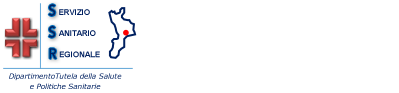 SERVIZIO
SANITARIO
REGIONALE
DipartimentoTutela della Salute
e Politiche Sanitarie